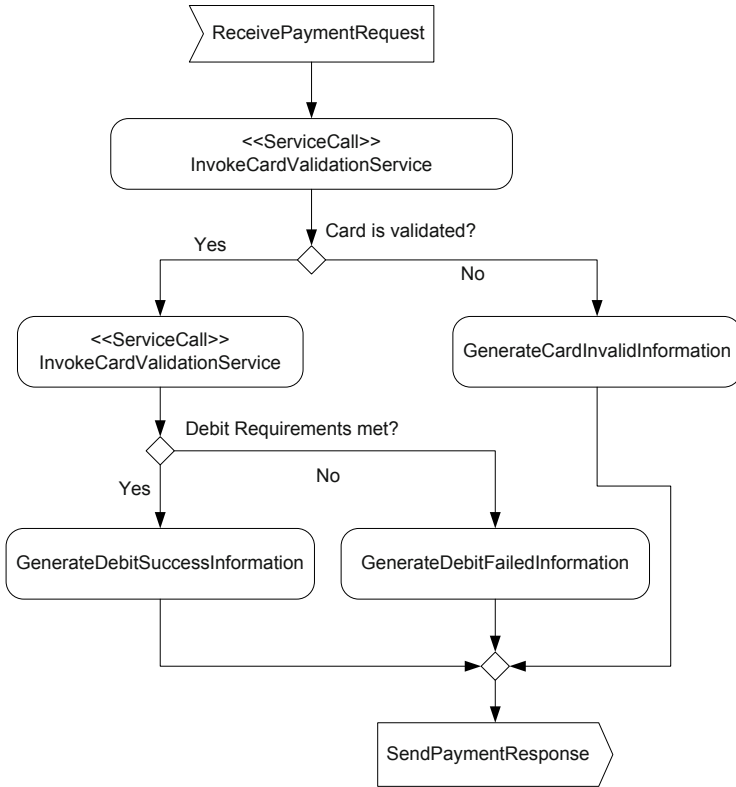 ReceivePaymentRequest
<<ServiceCall>>
InvokeCardValidationService
Card is validated?
Yes
No
<<ServiceCall>>
InvokeCardValidationService
GenerateCardInvalidInformation
Debit Requirements met?
Yes
No
GenerateDebitSuccessInformation
GenerateDebitFailedInformation
SendPaymentResponse